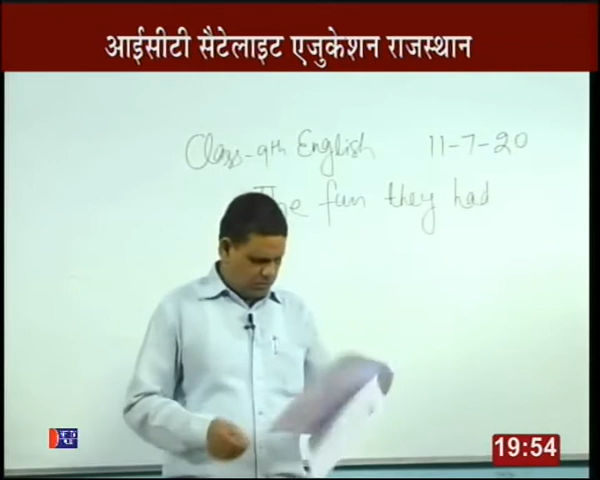 आईसीटी सैटेलाइट एजुकेशन राजस्थान
Class-9th English 11-7-20
The fun they had
19:54